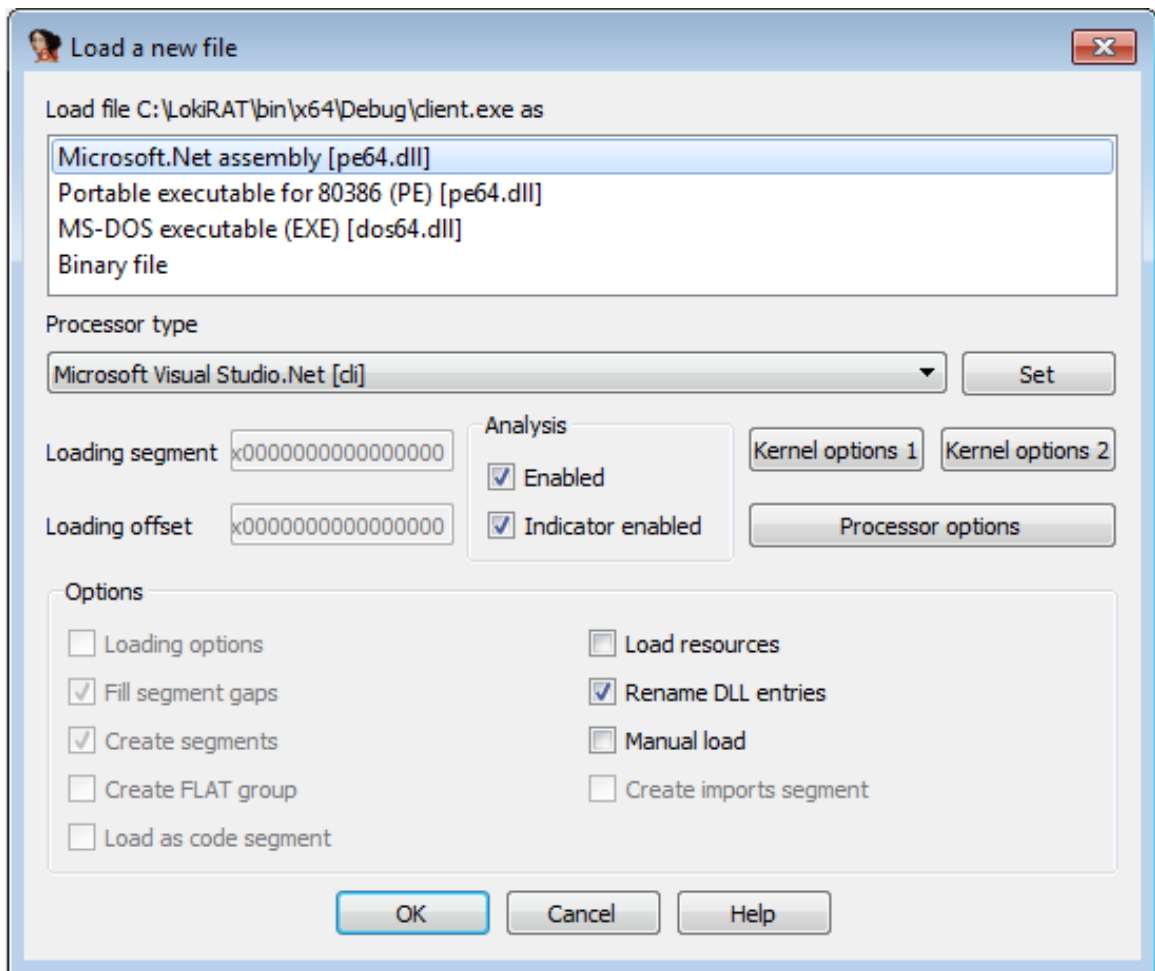 Load a new file
Load file C:\LokiRAT\bin\x64\Debug\client.exe as
Microsoft.Net assembly [pe64.dll]
Portable executable for 80386 (PE) [pe64.dll]
MS-DOS executable (EXE) [dos64.dll]
Binary file
Processor type
Microsoft Visual Studio.Net [cli]
Set
Loading segment
x0000000000000000
Analysis
Enabled
Indicator enabled
Kernel options 1
Kernel options 2
Loading offset
x0000000000000000
Processor options
Options
Loading options
Load resources
Fill segment gaps
Rename DLL entries
Create segments
Manual load
Create FLAT group
Create imports segment
Load as code segment
OK
Cancel
Help